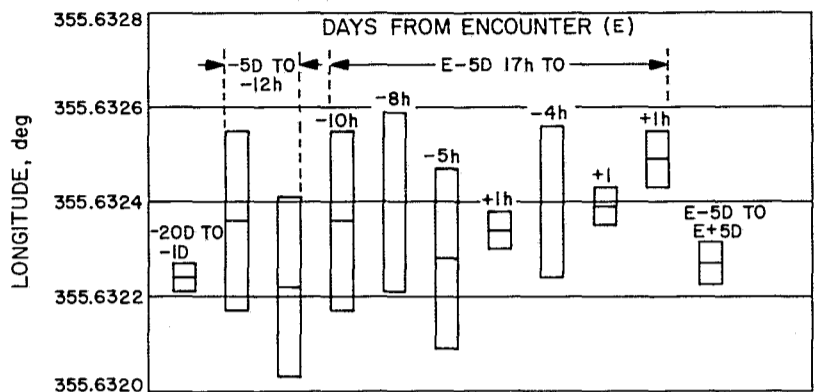 DAYS FROM ENCOUNTER (E)
355.6328
355.6326
355.6324
355.6322
355.6320
LONGITUDE, deg
-5D TO
-12h
E-5D 17h TO
-20D TO
-1D
-10h
-8h
-5h
+1h
-4h
+1
+1h
E-5D TO
E+5D